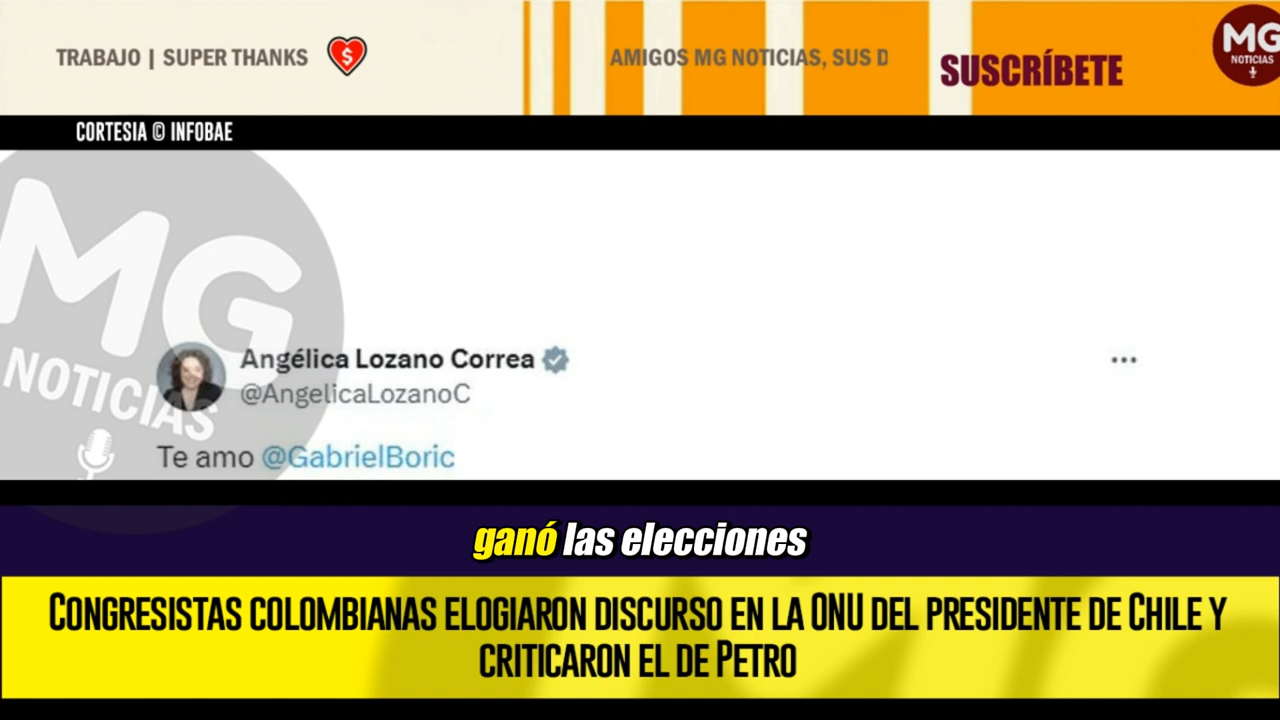 TRABAJO | SUPER THANKS
AMIGOS MG NOTICIAS, SUS D
SUSCRÍBETE
MG
NOTICIAS
CORTESIA © INFOBAE
MG
NOTICIAS
Angélica Lozano Correa
@AngelicaLozanoC
Te amo @GabrielBoric
ganó las elecciones
CONGRESISTAS COLOMBIANAS ELOGIARON DISCURSO EN LA ONU DEL PRESIDENTE DE CHILE Y
CRITICARON EL DE PETRO